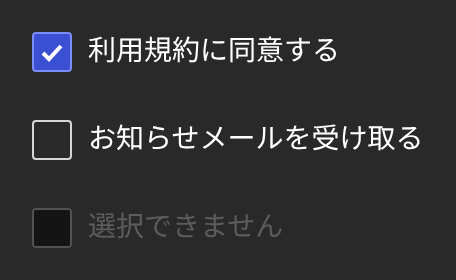 利用規約に同意する
お知らせメールを受け取る
選択できません